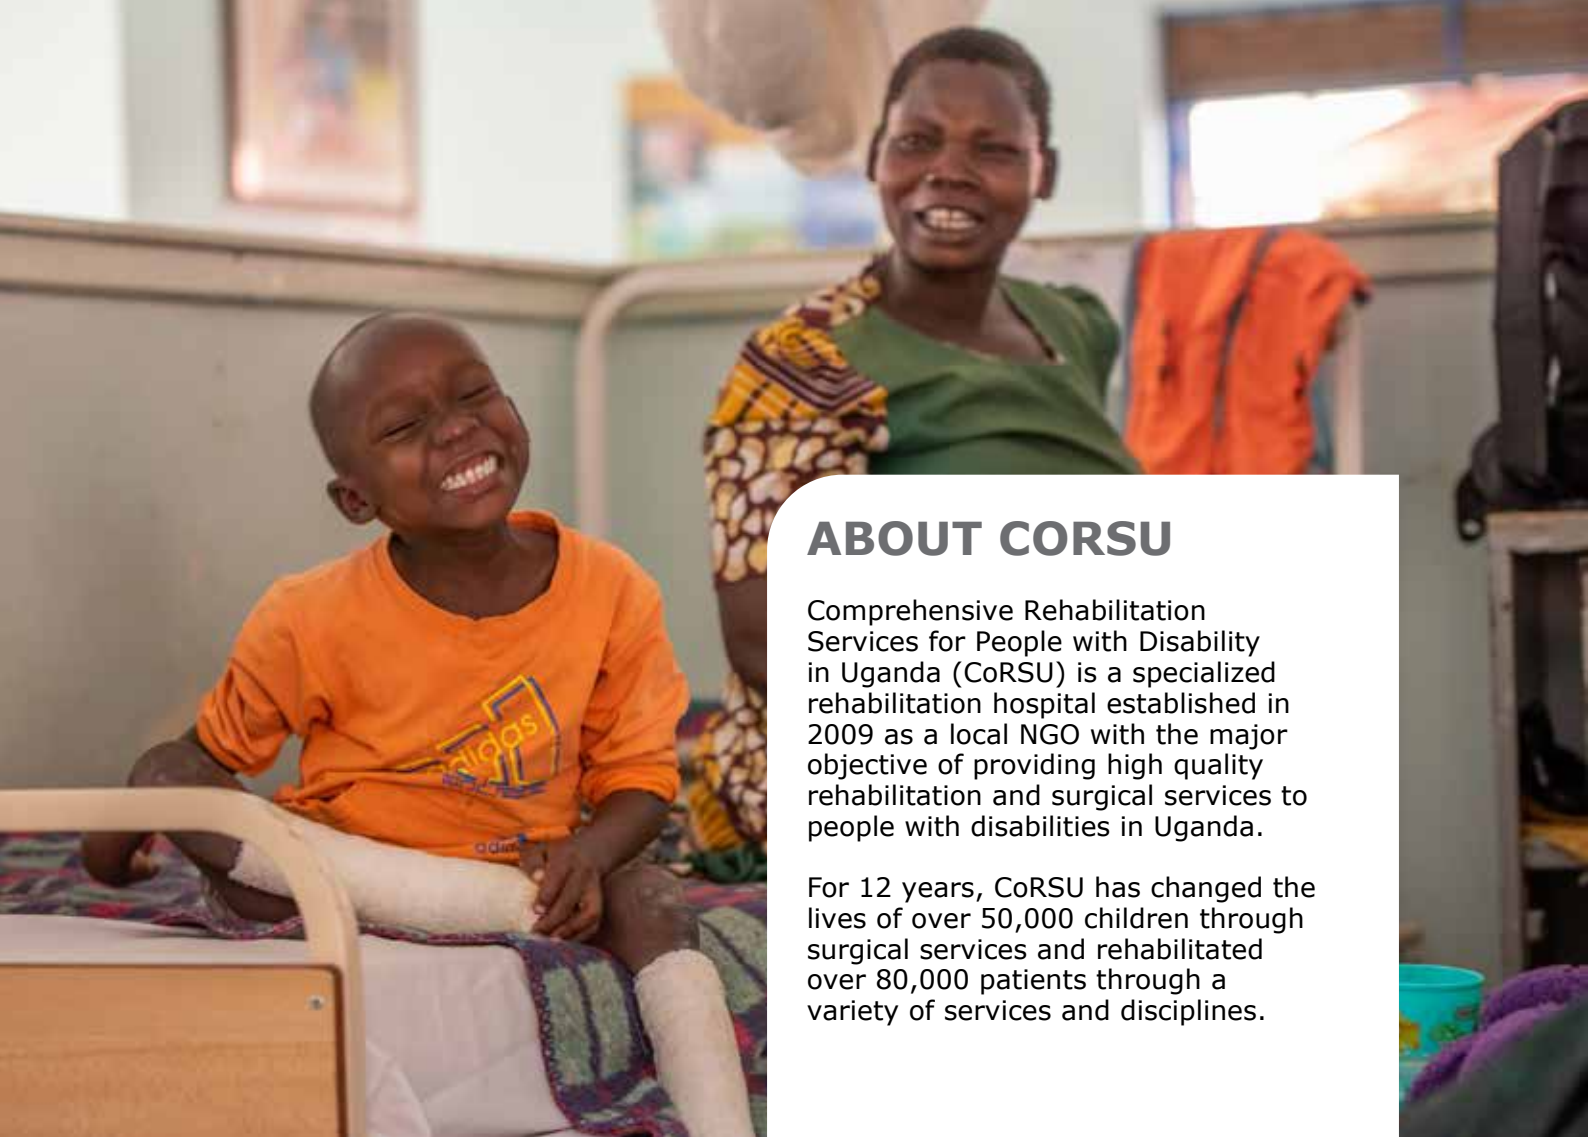 adidas
ABOUT CORSU
Comprehensive Rehabilitation
Services for People with Disability
in Uganda (CoRSU) is a specialized
rehabilitation hospital established in
2009 as a local NGO with the major
objective of providing high quality
rehabilitation and surgical services to
people with disabilities in Uganda.
For 12 years, CoRSU has changed the
lives of over 50,000 children through
surgical services and rehabilitated
over 80,000 patients through a
variety of services and disciplines.